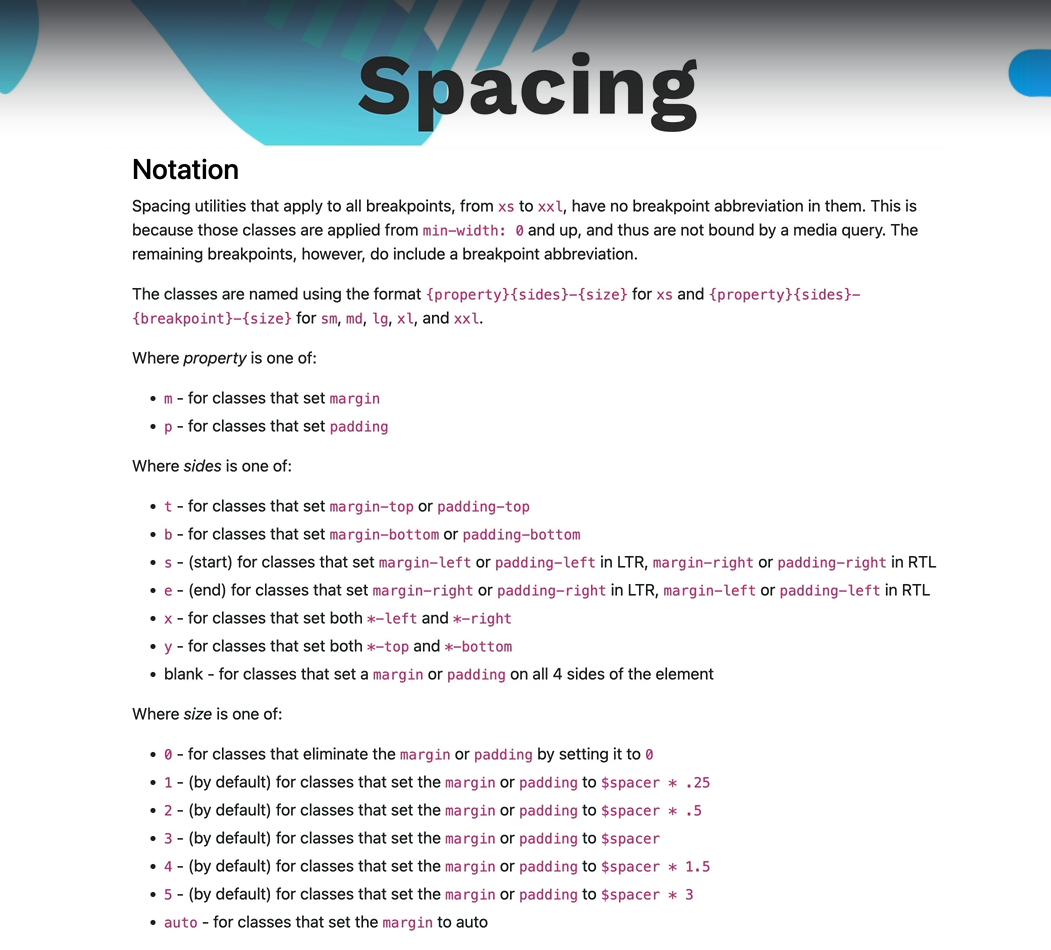 Spacing
Notation
Spacing utilities that apply to all breakpoints, from xs to xxl, have no breakpoint abbreviation in them. This is
because those classes are applied from min-width: 0 and up, and thus are not bound by a media query. The
remaining breakpoints, however, do include a breakpoint abbreviation.
The classes are named using the format {property}{sides}-{size} for xs and {property}{sides}-
{breakpoint}-{size} for sm, md, lg, xl, and xxl.
Where property is one of:
• m - for classes that set margin
• p - for classes that set padding
Where sides is one of:
• t - for classes that set margin-top or padding-top
• b - for classes that set margin-bottom or padding-bottom
• s - (start) for classes that set margin-left or padding-left in LTR, margin-right or padding-right in RTL
• e - (end) for classes that set margin-right or padding-right in LTR, margin-left or padding-left in RTL
• x - for classes that set both *-left and *-right
• y - for classes that set both *-top and *-bottom
• blank - for classes that set a margin or padding on all 4 sides of the element
Where size is one of:
• 0 - for classes that eliminate the margin or padding by setting it to 0
• 1 - (by default) for classes that set the margin or padding to $spacer * .25
• 2 - (by default) for classes that set the margin or padding to $spacer * .5
• 3 - (by default) for classes that set the margin or padding to $spacer
• 4 - (by default) for classes that set the margin or padding to $spacer * 1.5
• 5 - (by default) for classes that set the margin or padding to $spacer * 3
• auto - for classes that set the margin to auto